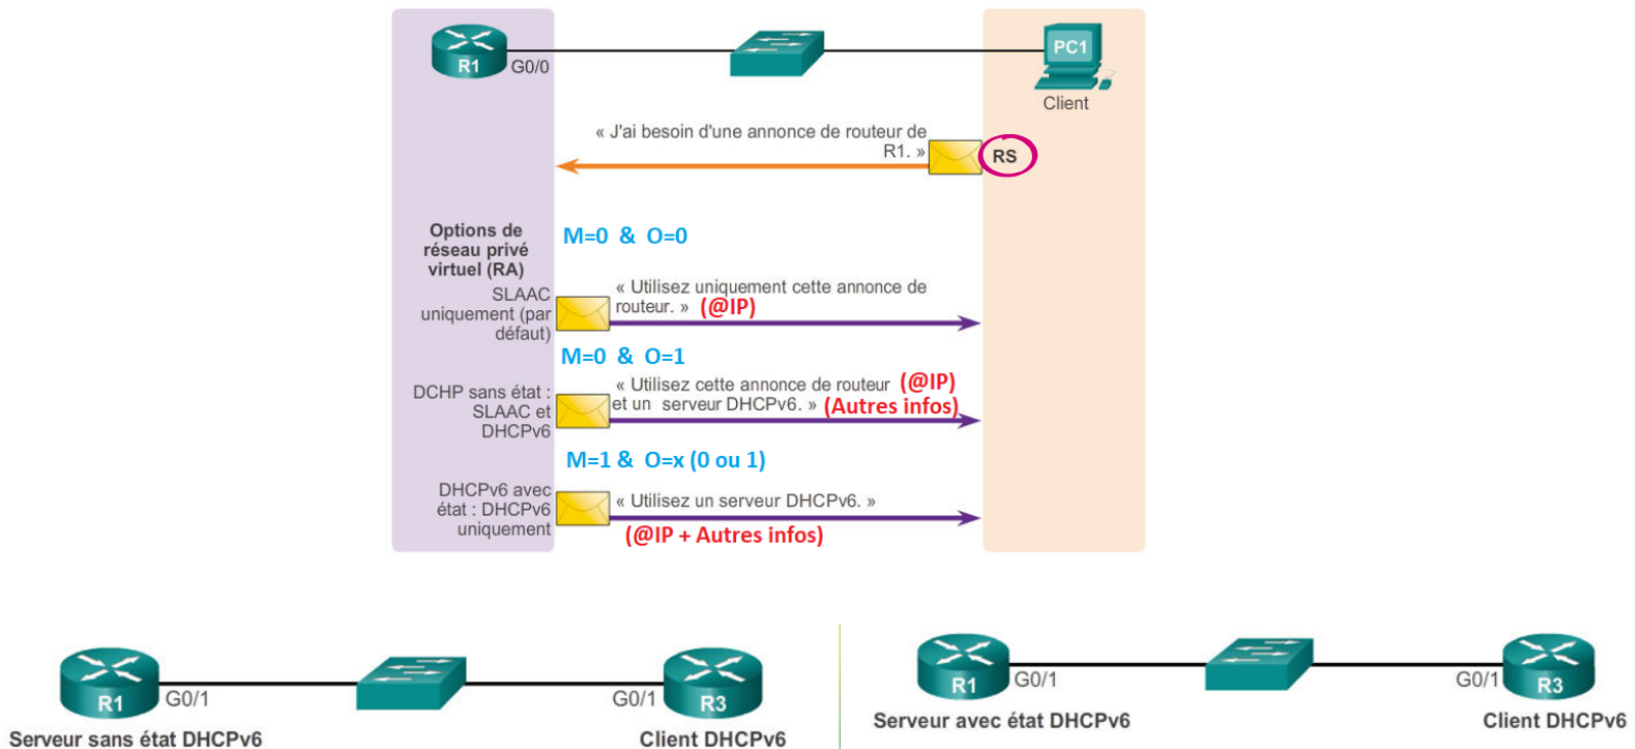 R1
G0/0
PC1
Client
« J'ai besoin d'une annonce de routeur de
R1. »
RS
Options de
réseau privé
virtuel (RA)
M=0 & O=0
SLAAC
uniquement (par
défaut)
« Utilisez uniquement cette annonce de
routeur. » (@IP)
M=0 & O=1
DCHP sans état :
SLAAC et
DHCPv6
« Utilisez cette annonce de routeur (@IP)
et un serveur DHCPv6. » (Autres infos)
M=1 & O=x (0 ou 1)
DHCPv6 avec
état : DHCPv6
uniquement
« Utilisez un serveur DHCPv6. »
(@IP + Autres infos)
R1
G0/1
G0/1
R3
Serveur sans état DHCPv6
Client DHCPv6
R1
G0/1
G0/1
R3
Serveur avec état DHCPv6
Client DHCPv6